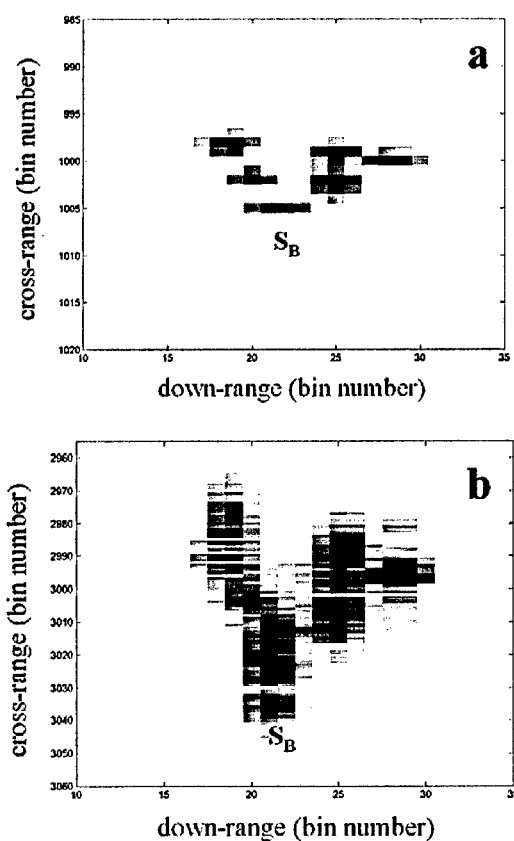 a
985
990
995
1000
1005
1010
1015
1020
cross-range (bin number)
S_B
10 15 20 25 30 35
down-range (bin number)
b
2960
2970
2980
2990
3000
3010
3020
3030
3040
3050
3060
cross-range (bin number)
S_B
10 15 20 25 30 35
down-range (bin number)